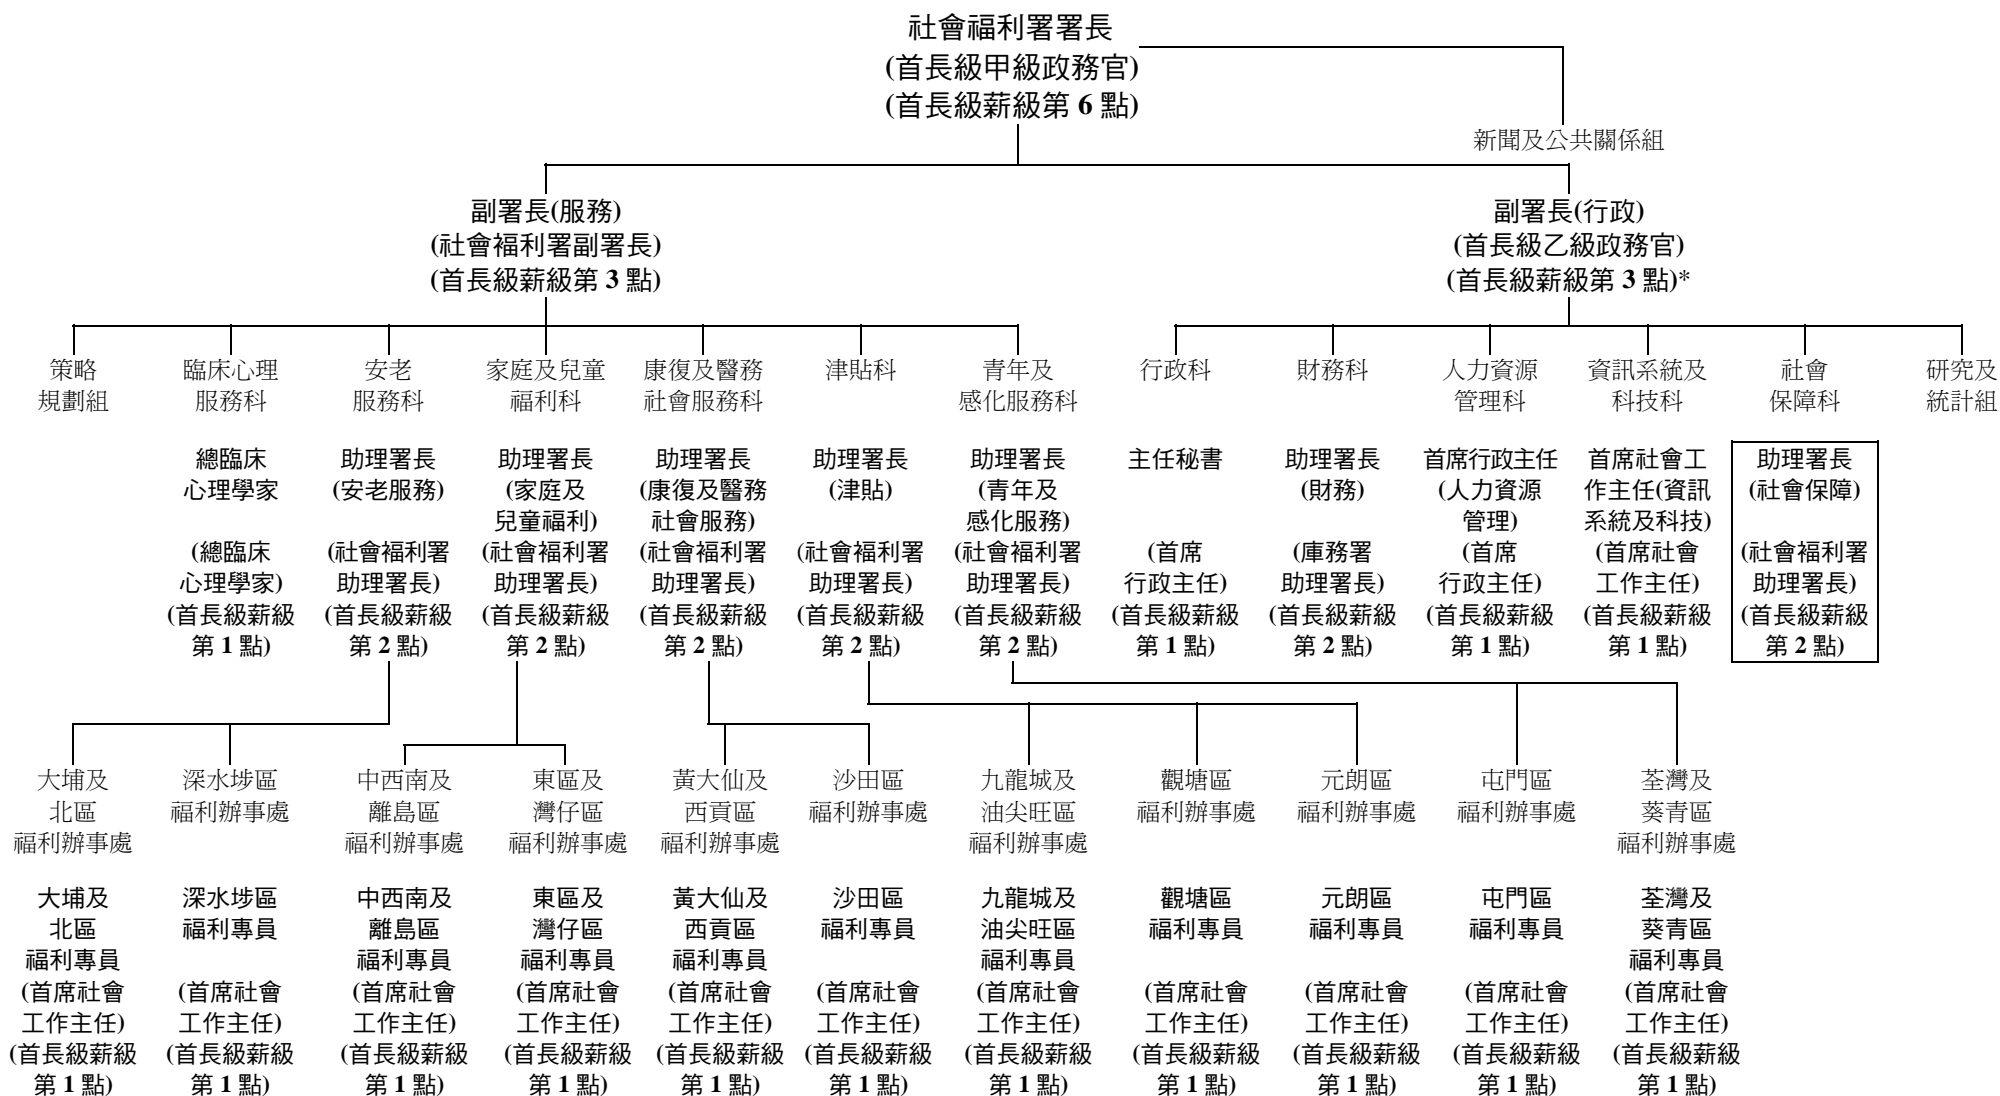 社會福利署署長
(首長級甲級政務官)
(首長級薪級第 6 點)
新聞及公共關係組
副署長(服務)
(社會福利署副署長)
(首長級薪級第 3 點)
副署長(行政)
(首長級乙級政務官)
(首長級薪級第 3 點)*
策略
規劃組
臨床心理
服務科
安老
服務科
家庭及兒童
福利科
康復及醫務
社會服務科
津貼科
青年及
感化服務科
行政科
財務科
人力資源
管理科
資訊系統及
科技科
社會
保障科
研究及
統計組
總臨床
心理學家
(總臨床
心理學家)
(首長級薪級
第 1 點)
助理署長
(安老服務)
(社會福利署
助理署長)
(首長級薪級
第 2 點)
助理署長
(家庭及
兒童福利)
(社會福利署
助理署長)
(首長級薪級
第 2 點)
助理署長
(康復及醫務
社會服務)
(社會福利署
助理署長)
(首長級薪級
第 2 點)
助理署長
(津貼)
(社會福利署
助理署長)
(首長級薪級
第 2 點)
助理署長
(青年及
感化服務)
(社會福利署
助理署長)
(首長級薪級
第 2 點)
主任秘書
(首席
行政主任)
(首長級薪級
第 1 點)
助理署長
(財務)
(庫務署
助理署長)
(首長級薪級
第 2 點)
首席行政主任
(人力資源
管理)
(首席
行政主任)
(首長級薪級
第 1 點)
首席社會工
作主任(資訊
系統及科技)
(首席社會
工作主任)
(首長級薪級
第 1 點)
助理署長
(社會保障)
(社會福利署
助理署長)
(首長級薪級
第 2 點)
大埔及
北區
福利辦事處
深水埗區
福利辦事處
中西南及
離島區
福利辦事處
東區及
灣仔區
福利辦事處
黃大仙及
西貢區
福利辦事處
沙田區
福利辦事處
九龍城及
油尖旺區
福利辦事處
觀塘區
福利辦事處
元朗區
福利辦事處
屯門區
福利辦事處
荃灣及
葵青區
福利辦事處
大埔及
北區
福利專員
(首席社會
工作主任)
(首長級薪級
第 1 點)
深水埗區
福利專員
(首席社會
工作主任)
(首長級薪級
第 1 點)
中西南及
離島區
福利專員
(首席社會
工作主任)
(首長級薪級
第 1 點)
東區及
灣仔區
福利專員
(首席社會
工作主任)
(首長級薪級
第 1 點)
黃大仙及
西貢區
福利專員
(首席社會
工作主任)
(首長級薪級
第 1 點)
沙田區
福利專員
(首席社會
工作主任)
(首長級薪級
第 1 點)
九龍城及
油尖旺區
福利專員
(首席社會
工作主任)
(首長級薪級
第 1 點)
觀塘區
福利專員
(首席社會
工作主任)
(首長級薪級
第 1 點)
元朗區
福利專員
(首席社會
工作主任)
(首長級薪級
第 1 點)
屯門區
福利專員
(首席社會
工作主任)
(首長級薪級
第 1 點)
荃灣及
葵青區
福利專員
(首席社會
工作主任)
(首長級薪級
第 1 點)